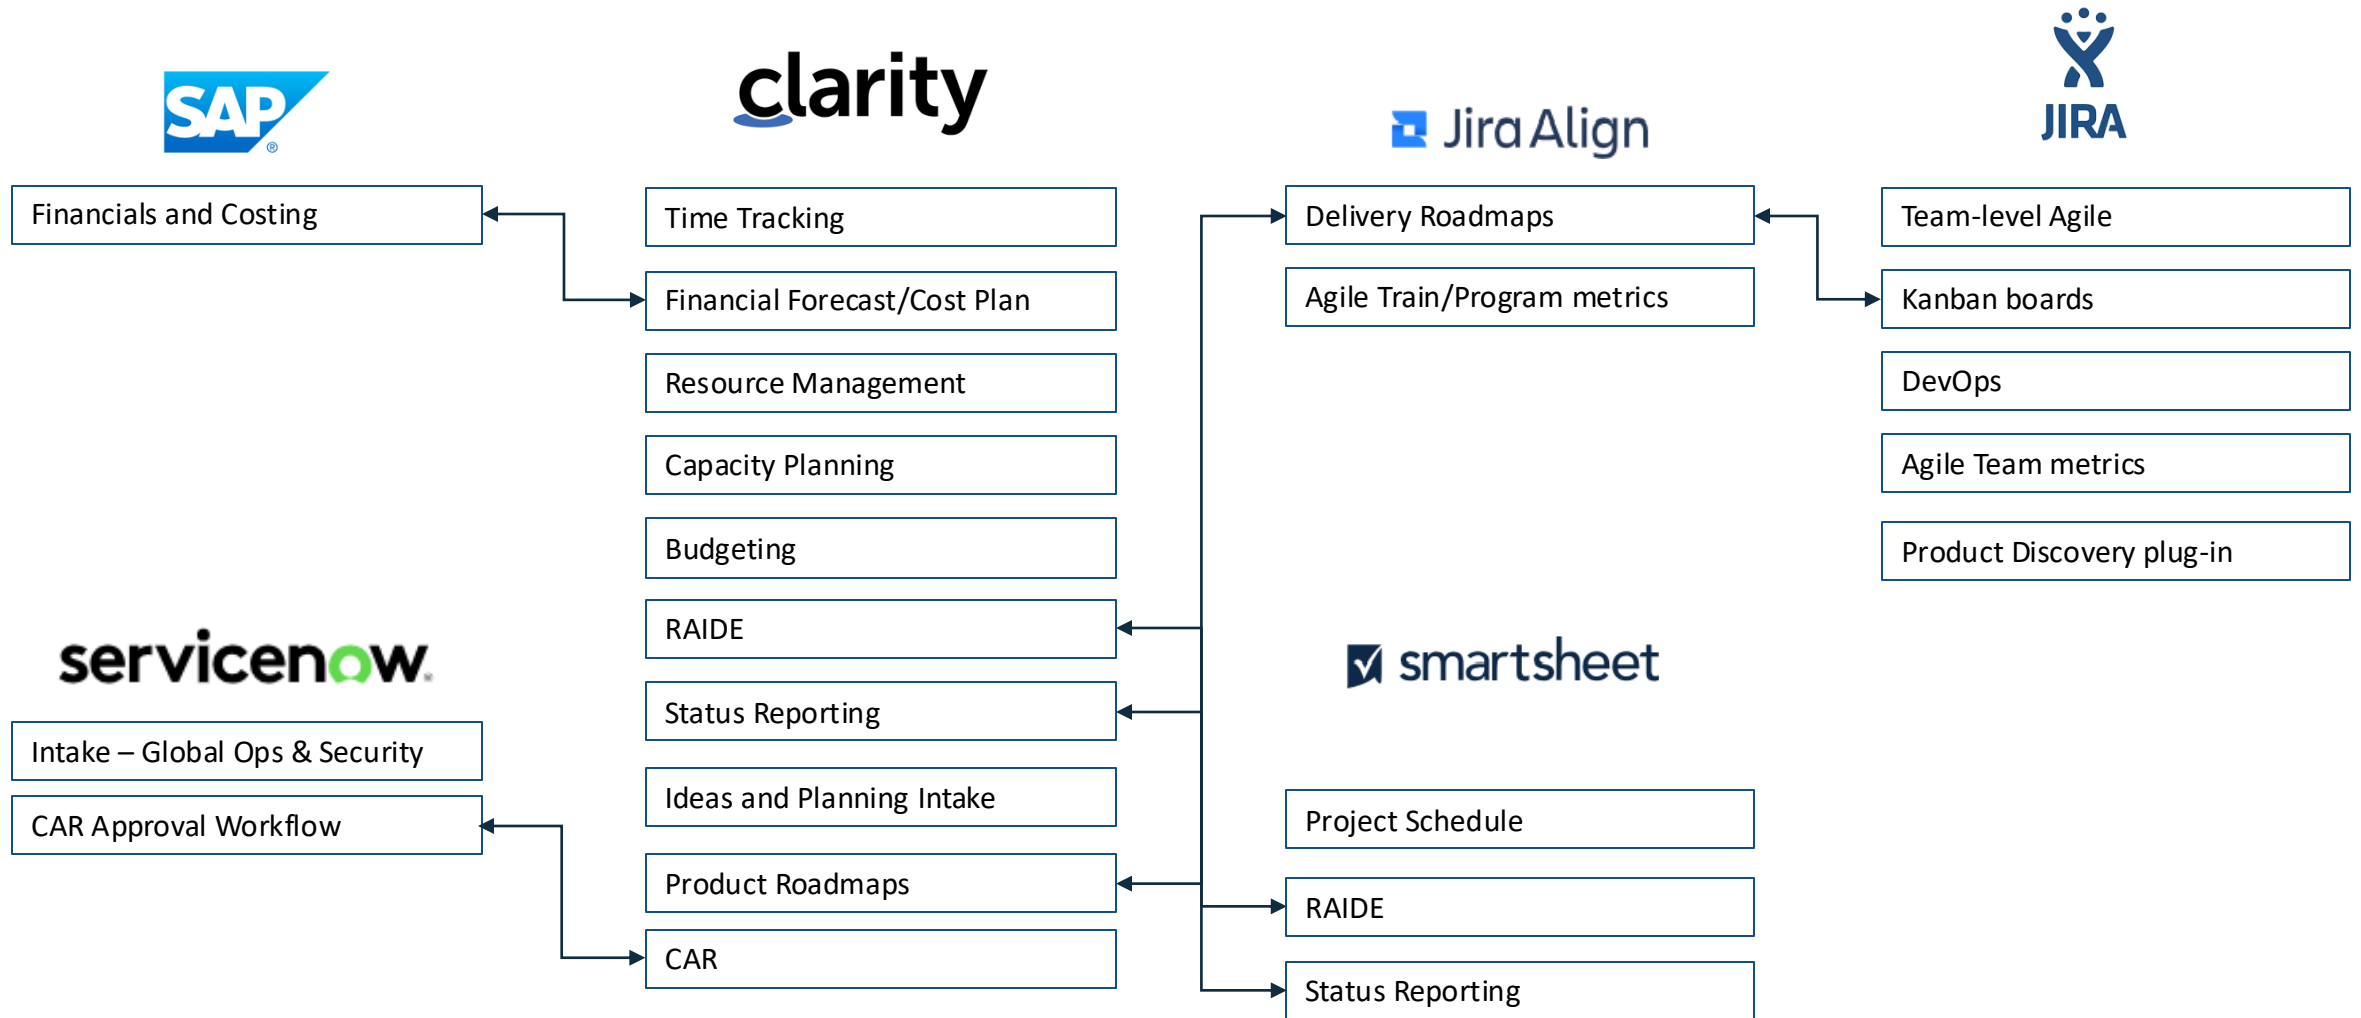 SAP
®
Financials and Costing
clarity
Time Tracking
Financial Forecast/Cost Plan
Resource Management
Capacity Planning
Budgeting
RAIDE
Status Reporting
Ideas and Planning Intake
Product Roadmaps
CAR
servicenow
Intake – Global Ops & Security
CAR Approval Workflow
Jira Align
Delivery Roadmaps
Agile Train/Program metrics
smartsheet
Project Schedule
RAIDE
Status Reporting
JIRA
Team-level Agile
Kanban boards
DevOps
Agile Team metrics
Product Discovery plug-in